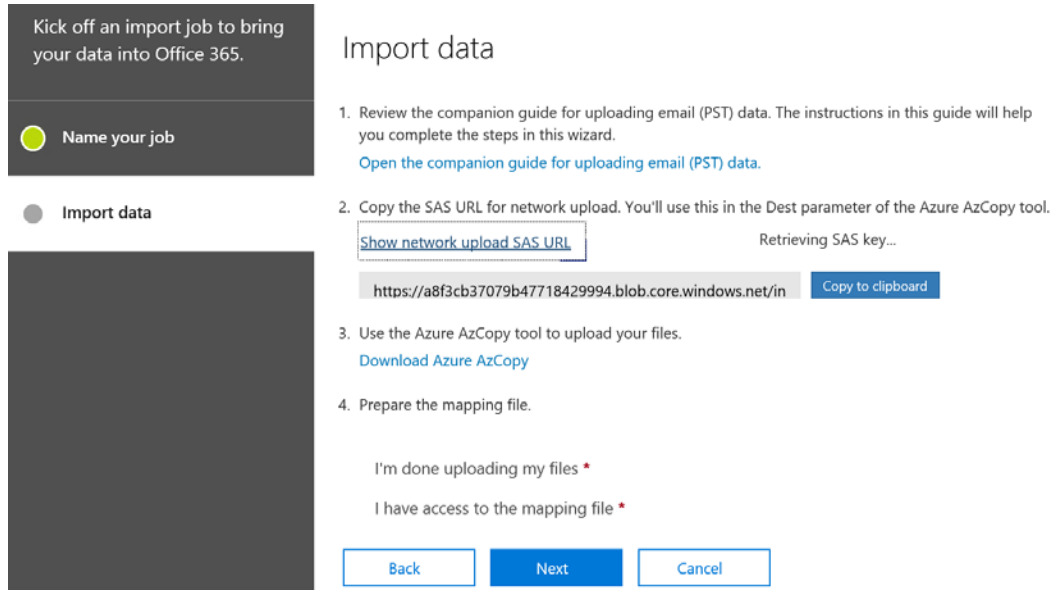 Kick off an import job to bring
your data into Office 365.
Name your job
Import data
Import data
1. Review the companion guide for uploading email (PST) data. The instructions in this guide will help
you complete the steps in this wizard.
Open the companion guide for uploading email (PST) data.
2. Copy the SAS URL for network upload. You'll use this in the Dest parameter of the Azure AzCopy tool.
Show network upload SAS URL
Retrieving SAS key...
https://a8f3cb37079b47718429994.blob.core.windows.net/in
Copy to clipboard
3. Use the Azure AzCopy tool to upload your files.
Download Azure AzCopy
4. Prepare the mapping file.
I'm done uploading my files *
I have access to the mapping file *
Back
Next
Cancel